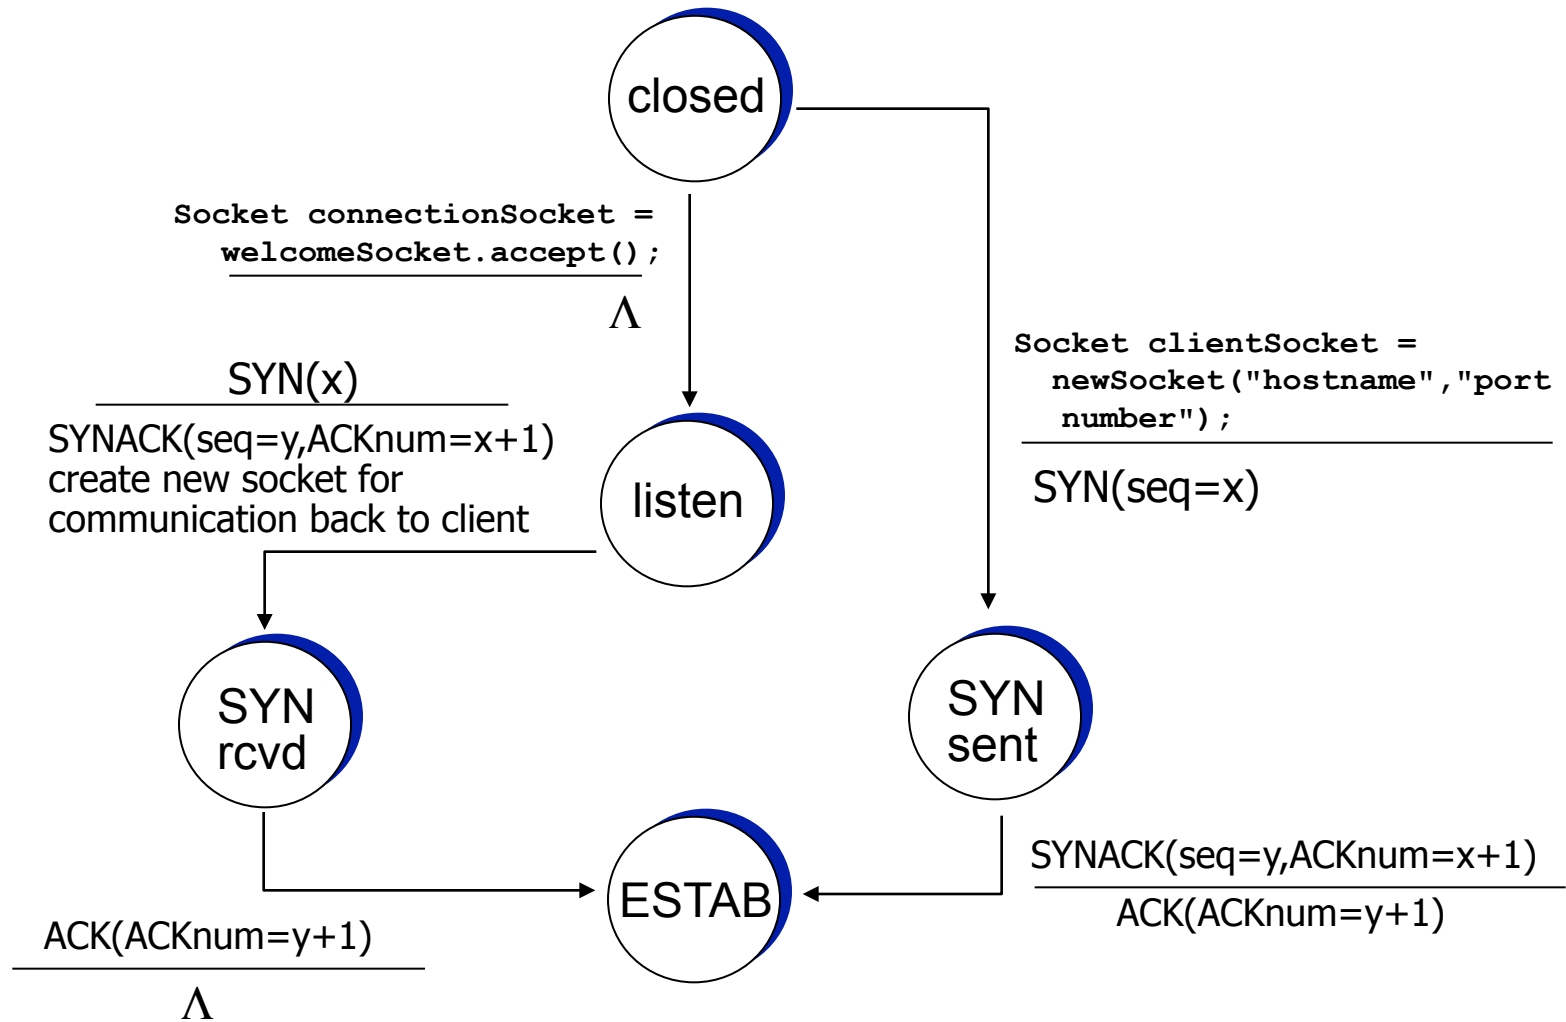 closed
Socket connectionSocket =
welcomeSocket.accept();
Λ
Socket clientSocket =
newSocket("hostname","port
number");
SYN(seq=x)
SYN(x)
SYNACK(seq=y,ACKnum=x+1)
create new socket for
communication back to client
listen
SYN
rcvd
SYN
sent
ESTAB
SYNACK(seq=y,ACKnum=x+1)
ACK(ACKnum=y+1)
ACK(ACKnum=y+1)
Λ